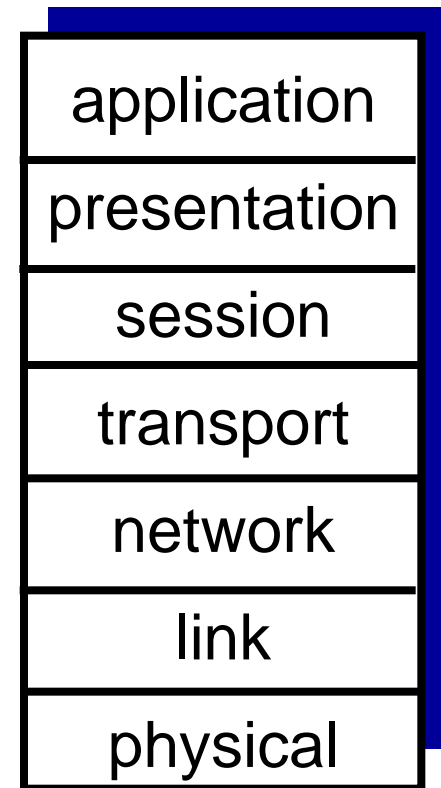 application
presentation
session
transport
network
link
physical